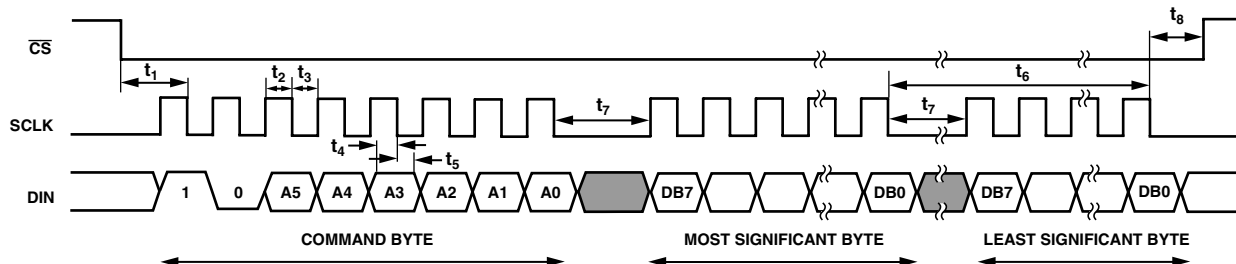 t8
CS
t1
t2
t3
t6
t7
t7
SCLK
t4
t5
DIN
1
0
A5
A4
A3
A2
A1
A0
DB7
DB0
DB7
DB0
COMMAND BYTE
MOST SIGNIFICANT BYTE
LEAST SIGNIFICANT BYTE